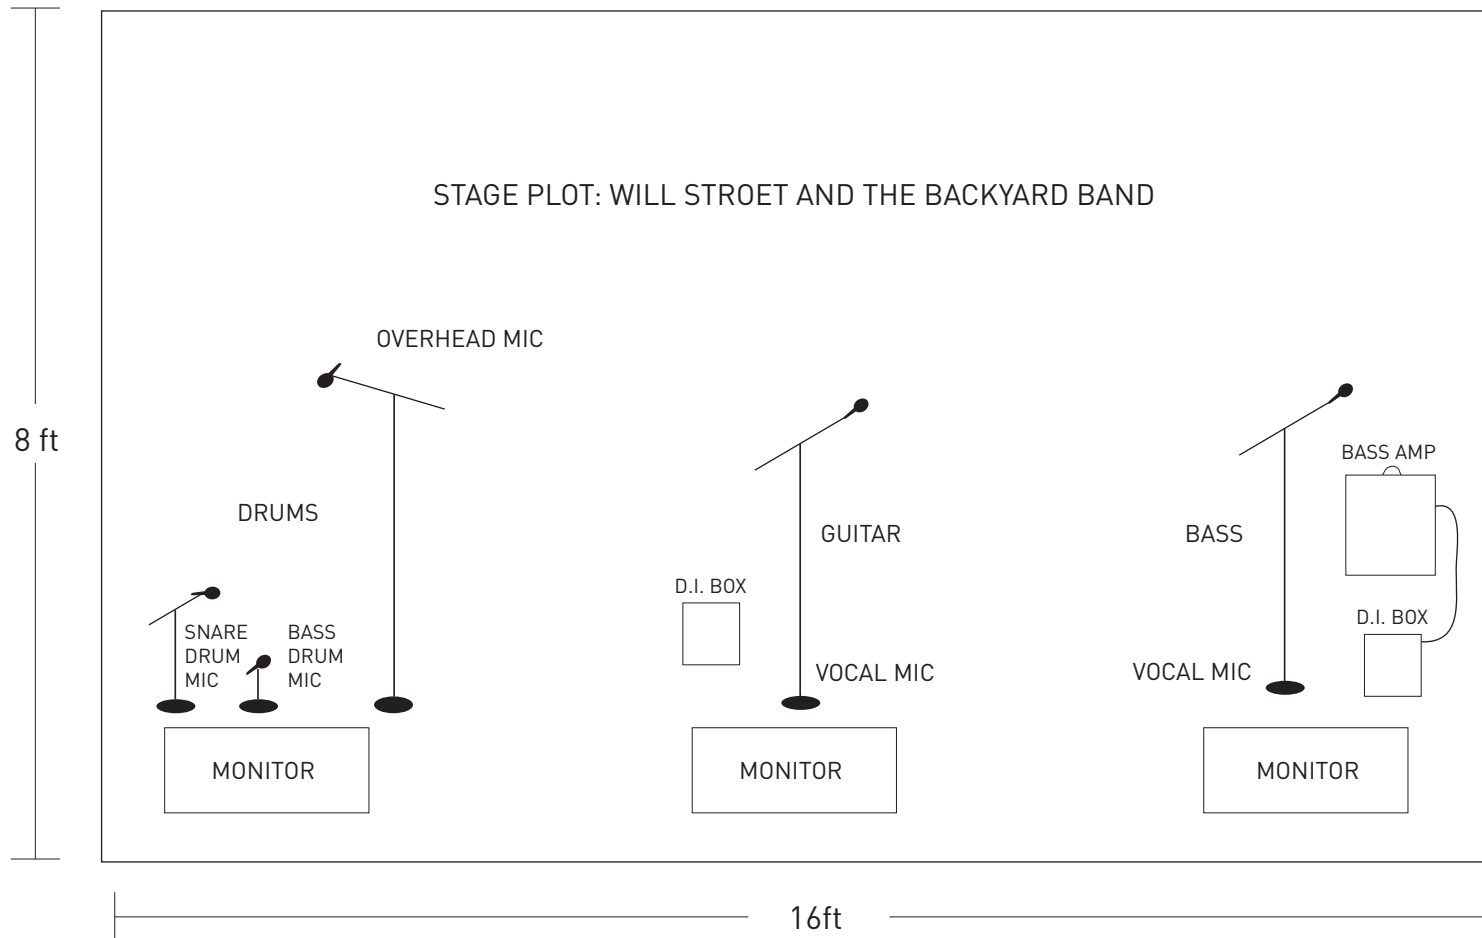 STAGE PLOT: WILL STROET AND THE BACKYARD BAND
OVERHEAD MIC
8 ft
BASS AMP
DRUMS
GUITAR
BASS
D.I. BOX
D.I. BOX
SNARE
DRUM
MIC
BASS
DRUM
MIC
VOCAL MIC
VOCAL MIC
MONITOR
MONITOR
MONITOR
16ft